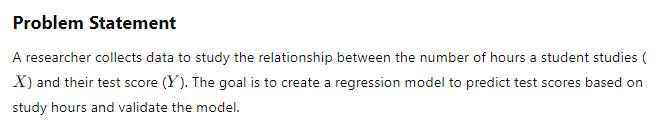 Problem Statement
A researcher collects data to study the relationship between the number of hours a student studies (
X) and their test score (Y). The goal is to create a regression model to predict test scores based on
study hours and validate the model.